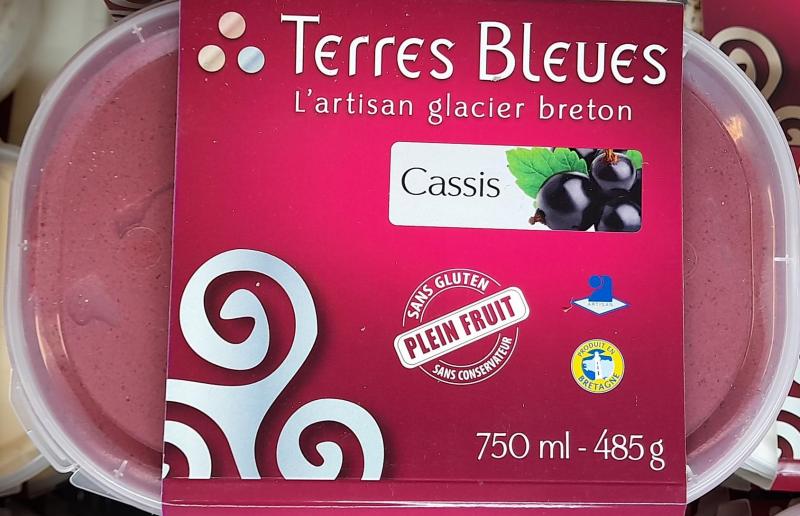 Terres Bleues
L'artisan glacier breton
Cassis
SANS GLUTEN
PLEIN FRUIT
SANS CONSERVATEUR
ARTISAN
PRODUIT EN
BRETAGNE
750 ml - 485 g